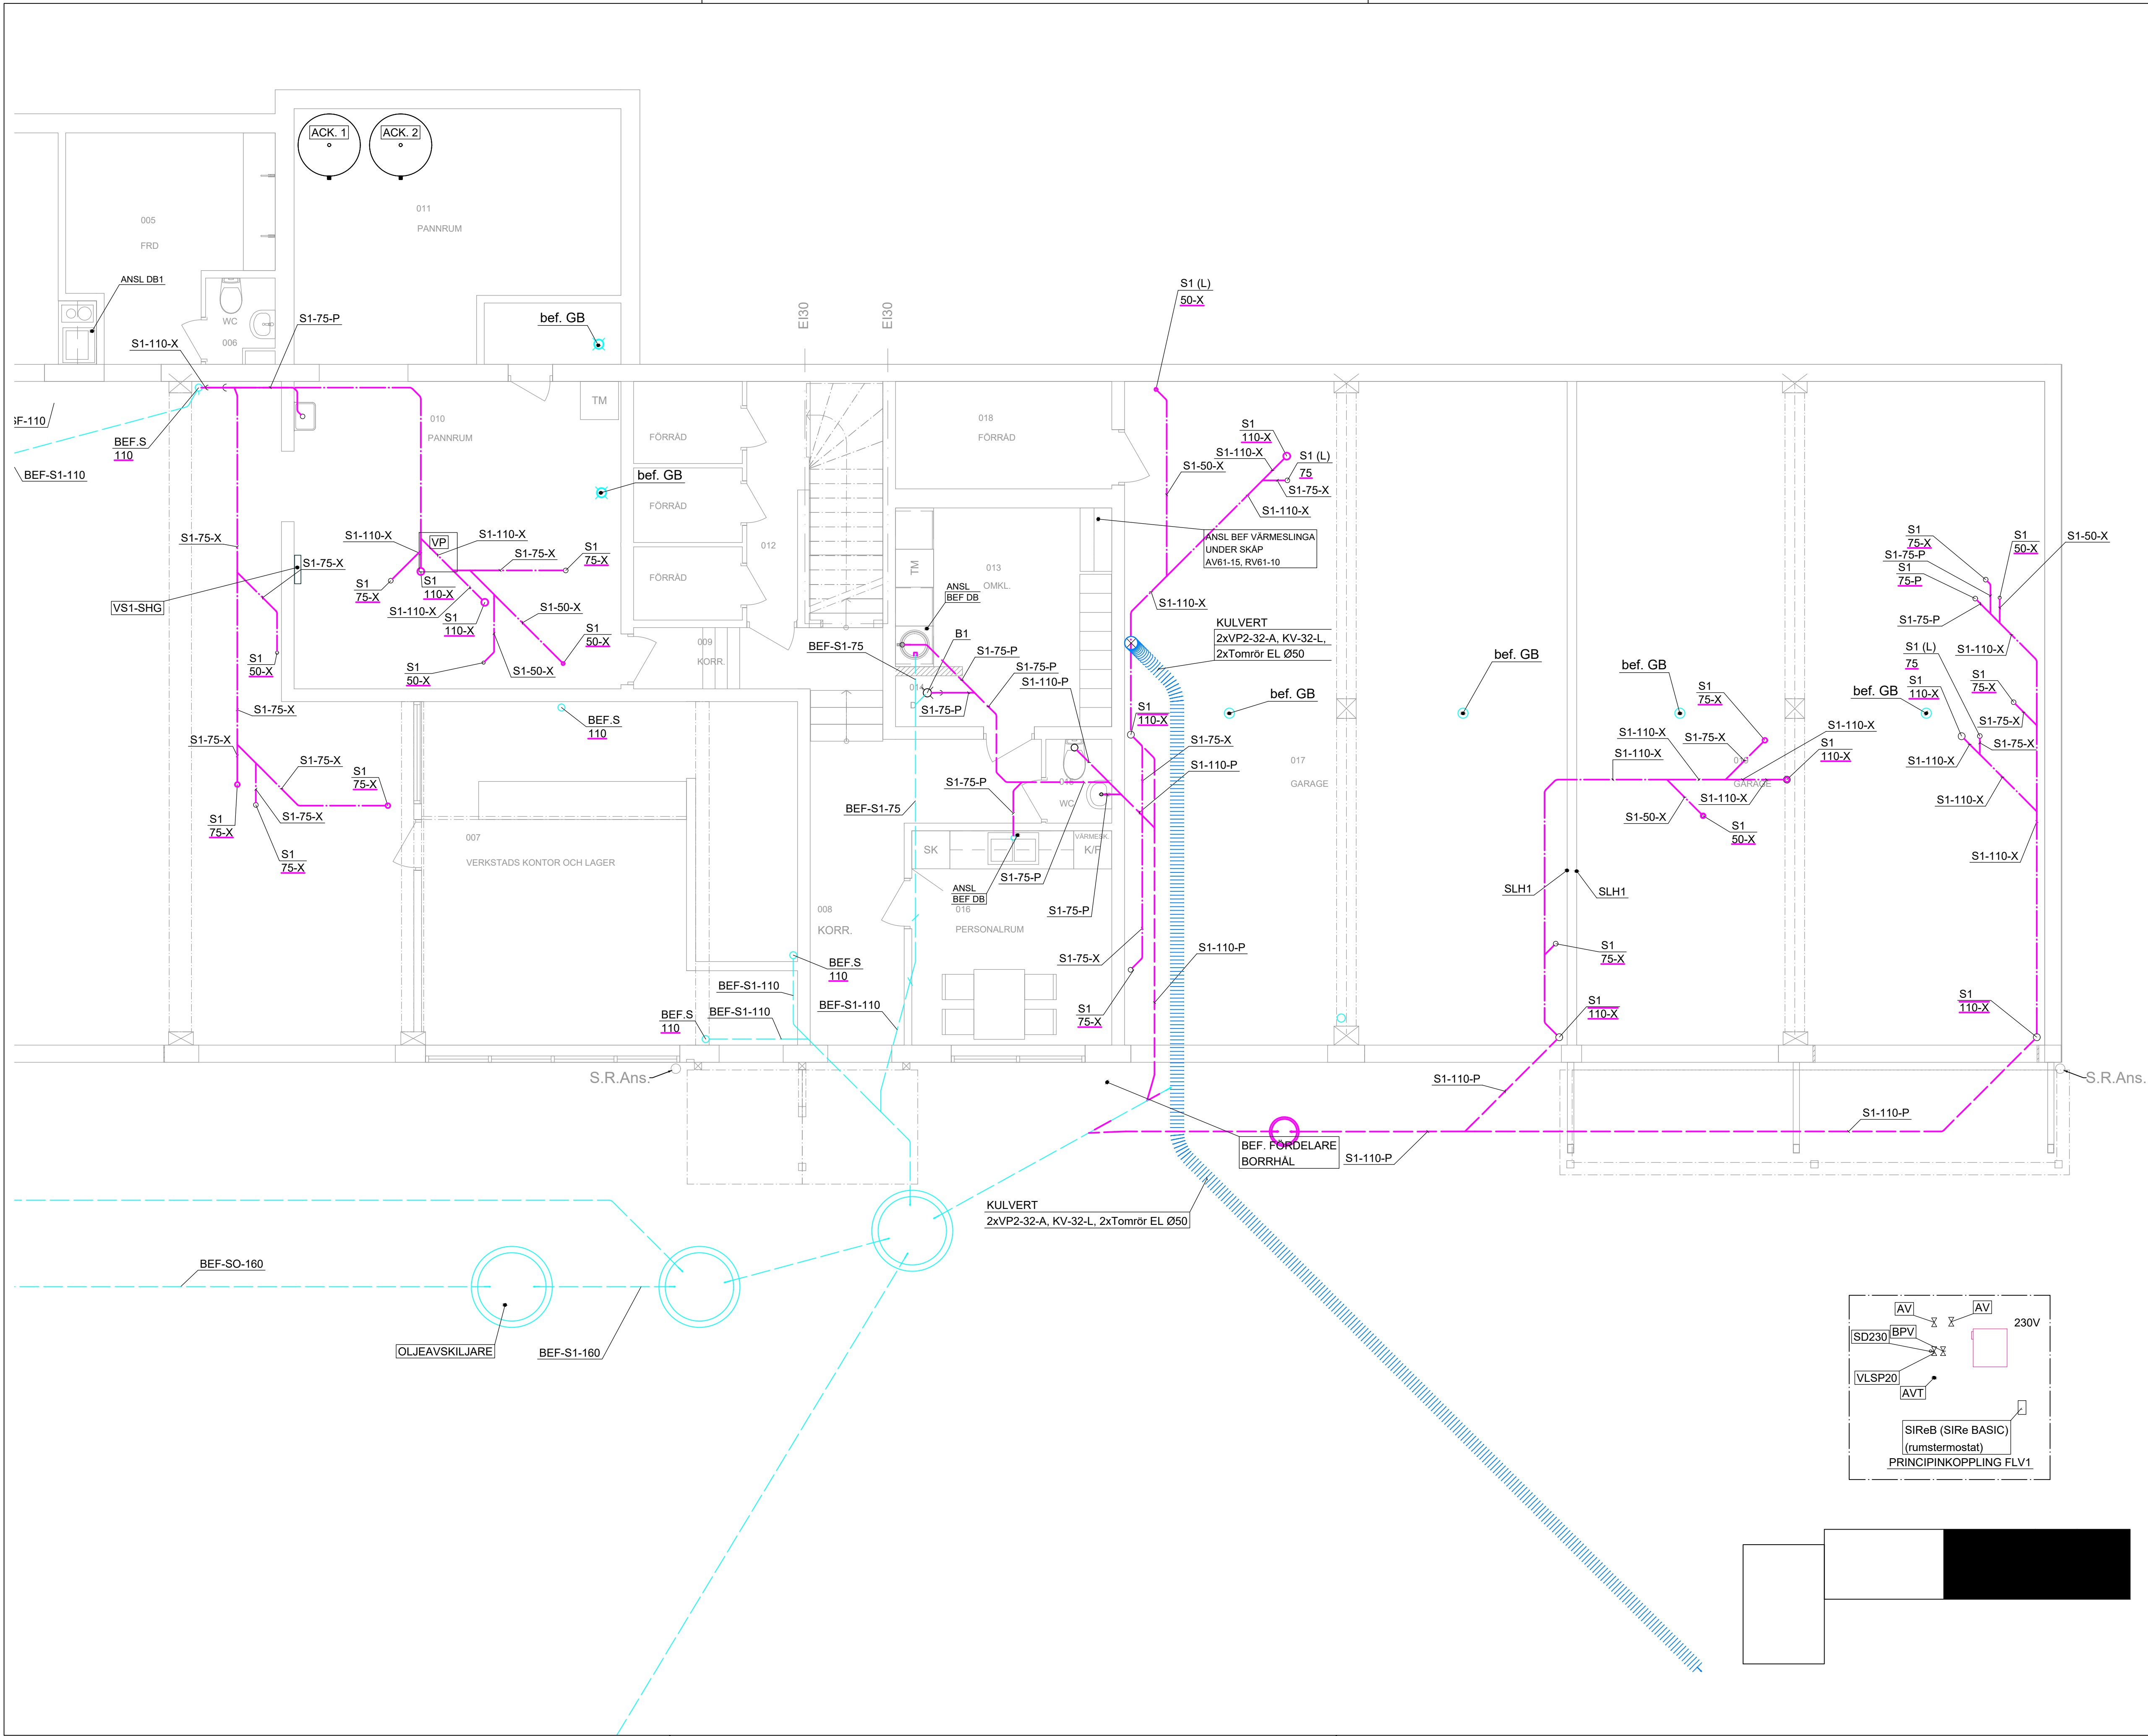 ACK. 1
ACK. 2
005
FRD
011
PANNRUM
ANSL DB1
WC
006
S1-75-P
S1-110-X
bef. GB
EI30
EI30
S1 (L)
50-X
TM
010
PANNRUM
FÖRRÅD
018
FÖRRÅD
BEF.S
110
BEF-S1-110
bef. GB
FÖRRÅD
012
FÖRRÅD
S1
110-X
S1-110-X
S1 (L)
75
S1-75-X
S1-50-X
S1-110-X
ANSL BEF VÄRMESLINGA
UNDER SKÅP
AV61-15, RV61-10
S1-75-X
S1-75-X
VS1-SHG
S1-110-X
VP
S1-110-X
S1-75-X
S1
75-X
S1
75-X
S1
110-X
S1-110-X
S1
110-X
S1-50-X
S1
50-X
S1
50-X
S1-50-X
S1
50-X
009
KORR.
TM
013
OMKL.
ANSL
BEF DB
B1
BEF-S1-75
S1-75-P
S1-75-P
S1-110-P
014
D
S1-75-P
S1-110-X
KULVERT
2xVP2-32-A, KV-32-L,
2xTomrör EL Ø50
bef. GB
bef. GB
bef. GB
bef. GB
S1
75-X
S1-75-P
S1
75-P
S1-75-P
S1
50-X
S1-50-X
S1-110-X
S1 (L)
75
S1
110-X
S1
75-X
S1-75-X
S1-75-X
S1-110-X
S1-110-X
S1-110-X
S1-75-X
S1-75-X
S1-75-X
S1
75-X
S1
75-X
S1-75-X
S1
75-X
BEF.S
110
S1
110-X
S1-75-X
S1-110-P
017
GARAGE
S1
75-X
S1-75-X
S1-110-X
S1-110-X
S1-110-X
S1
110-X
GARAGE
S1-110-X
S1-50-X
S1
50-X
007
VERKSTADS KONTOR OCH LAGER
BEF-S1-75
S1-75-P
WC
SK
VÄRMESK.
K/F
S1-75-P
ANSL
BEF DB
S1-75-P
SLH1
SLH1
008
KORR.
016
PERSONALRUM
BEF.S
110
BEF-S1-110
BEF-S1-110
BEF.S
110
BEF-S1-110
S1-75-X
S1
75-X
S1-110-P
S1
75-X
S1
110-X
S1
110-X
S.R.Ans.
S.R.Ans.
S1-110-P
S1-110-P
BEF. FÖRDELARE
BORRHÅL
S1-110-P
KULVERT
2xVP2-32-A, KV-32-L, 2xTomrör EL Ø50
BEF-SO-160
OLJEAVSKILJARE
BEF-S1-160
AV
AV
230V
SD230
BPV
VLSP20
AVT
SIReB (SIRe BASIC)
(rumstermostat)
PRINCIPINKOPPLING FLV1